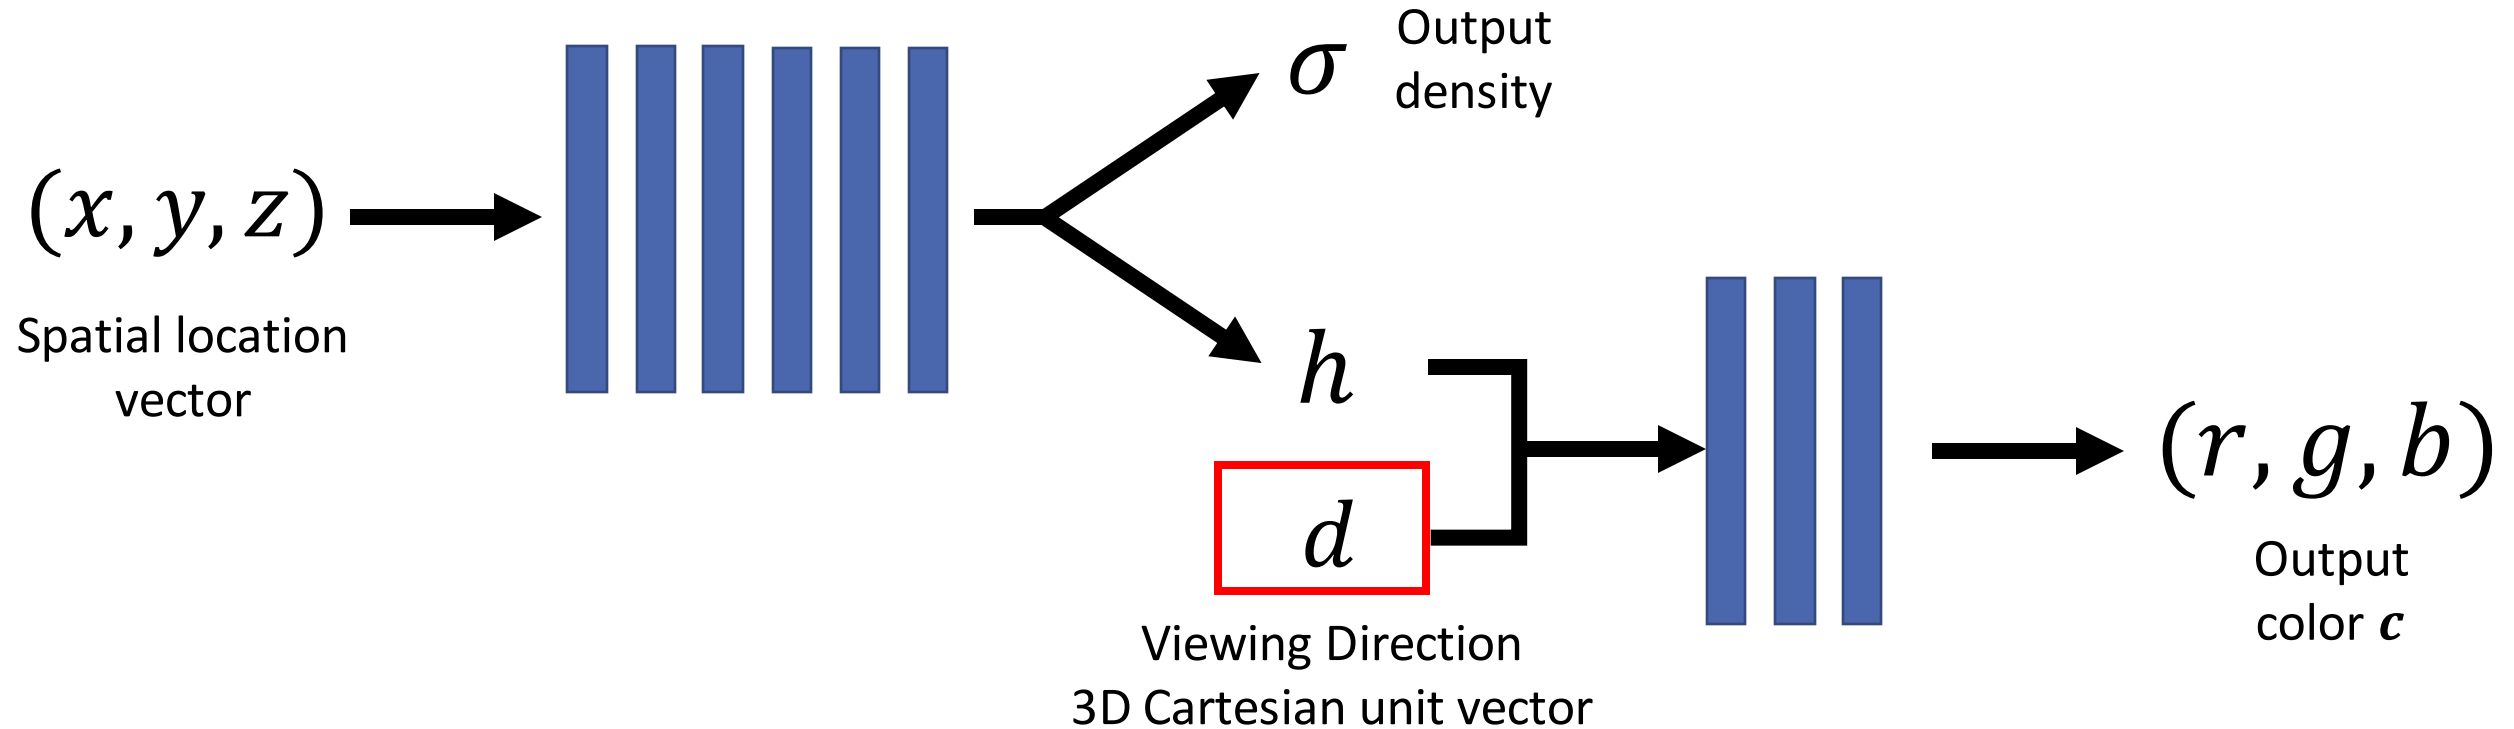 (x, y, z)
Spatial location
vector
σ
Output
density
h
d
Viewing Direction
3D Cartesian unit vector
(r, g, b)
Output
color c